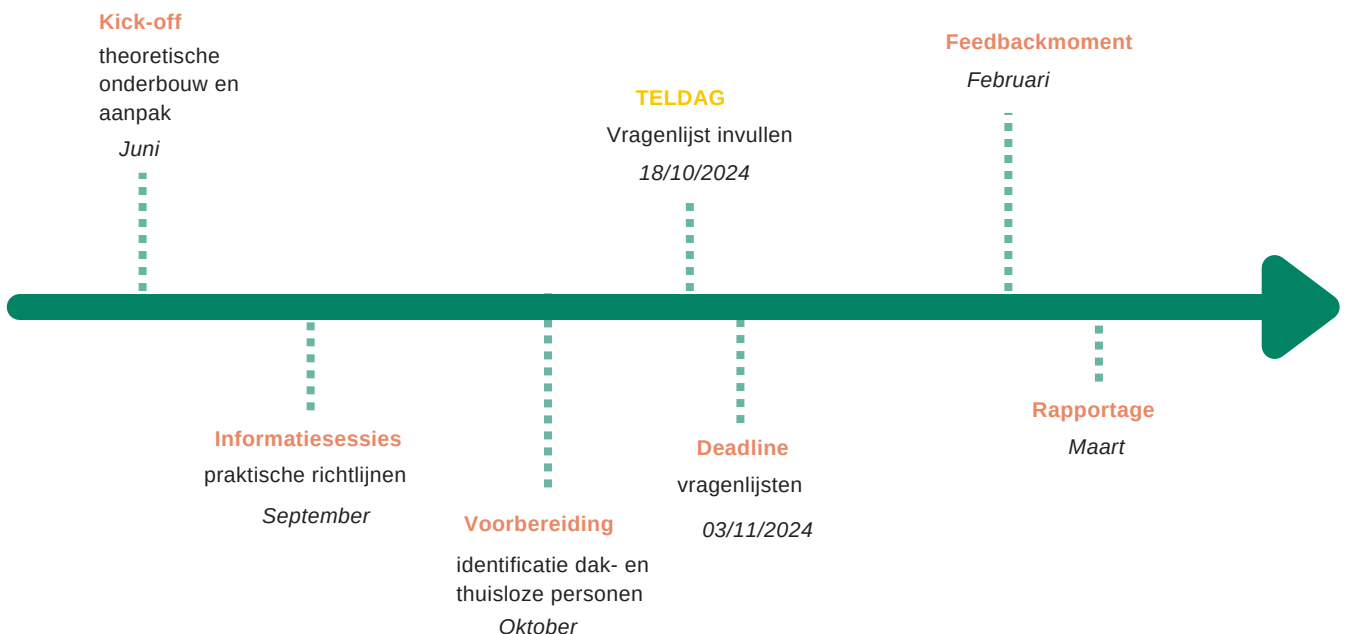 Kick-off
theoretische
onderbouw en
aanpak
Juni
Informatiesessies
praktische richtlijnen
September
Voorbereiding
identificatie dak- en
thuisloze personen
Oktober
TELDAG
Vragenlijst invullen
18/10/2024
Deadline
vragenlijsten
03/11/2024
Feedbackmoment
Februari
Rapportage
Maart